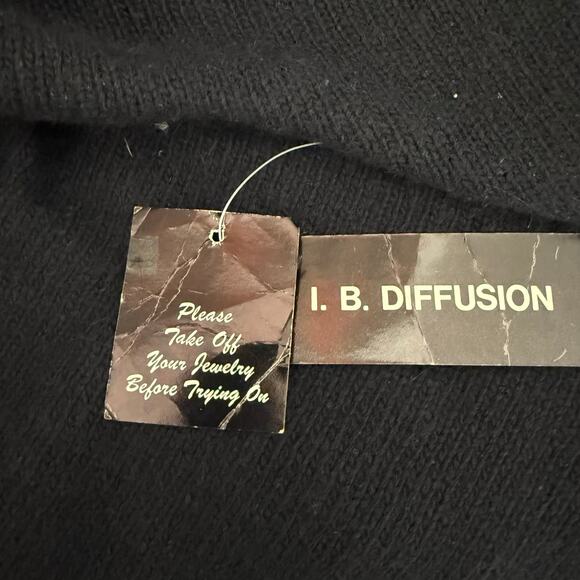 Please
Take Off
Your Jewelry
Before Trying On
I. B. DIFFUSION